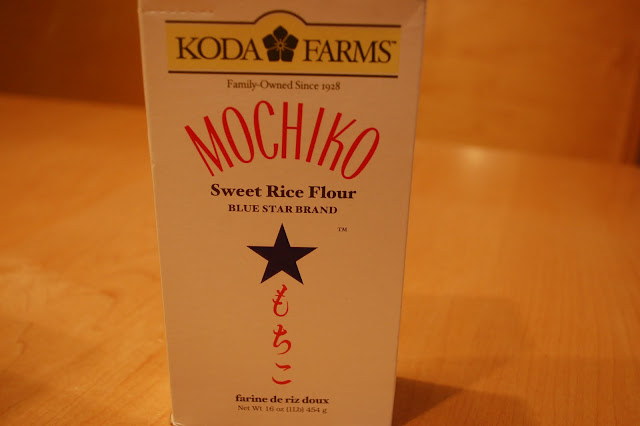 KODA FARMS™
Family-Owned Since 1928
MOCHIKO
Sweet Rice Flour
BLUE STAR BRAND
™
もちこ
farine de riz doux
Net Wt 16 oz (1Lb) 454 g